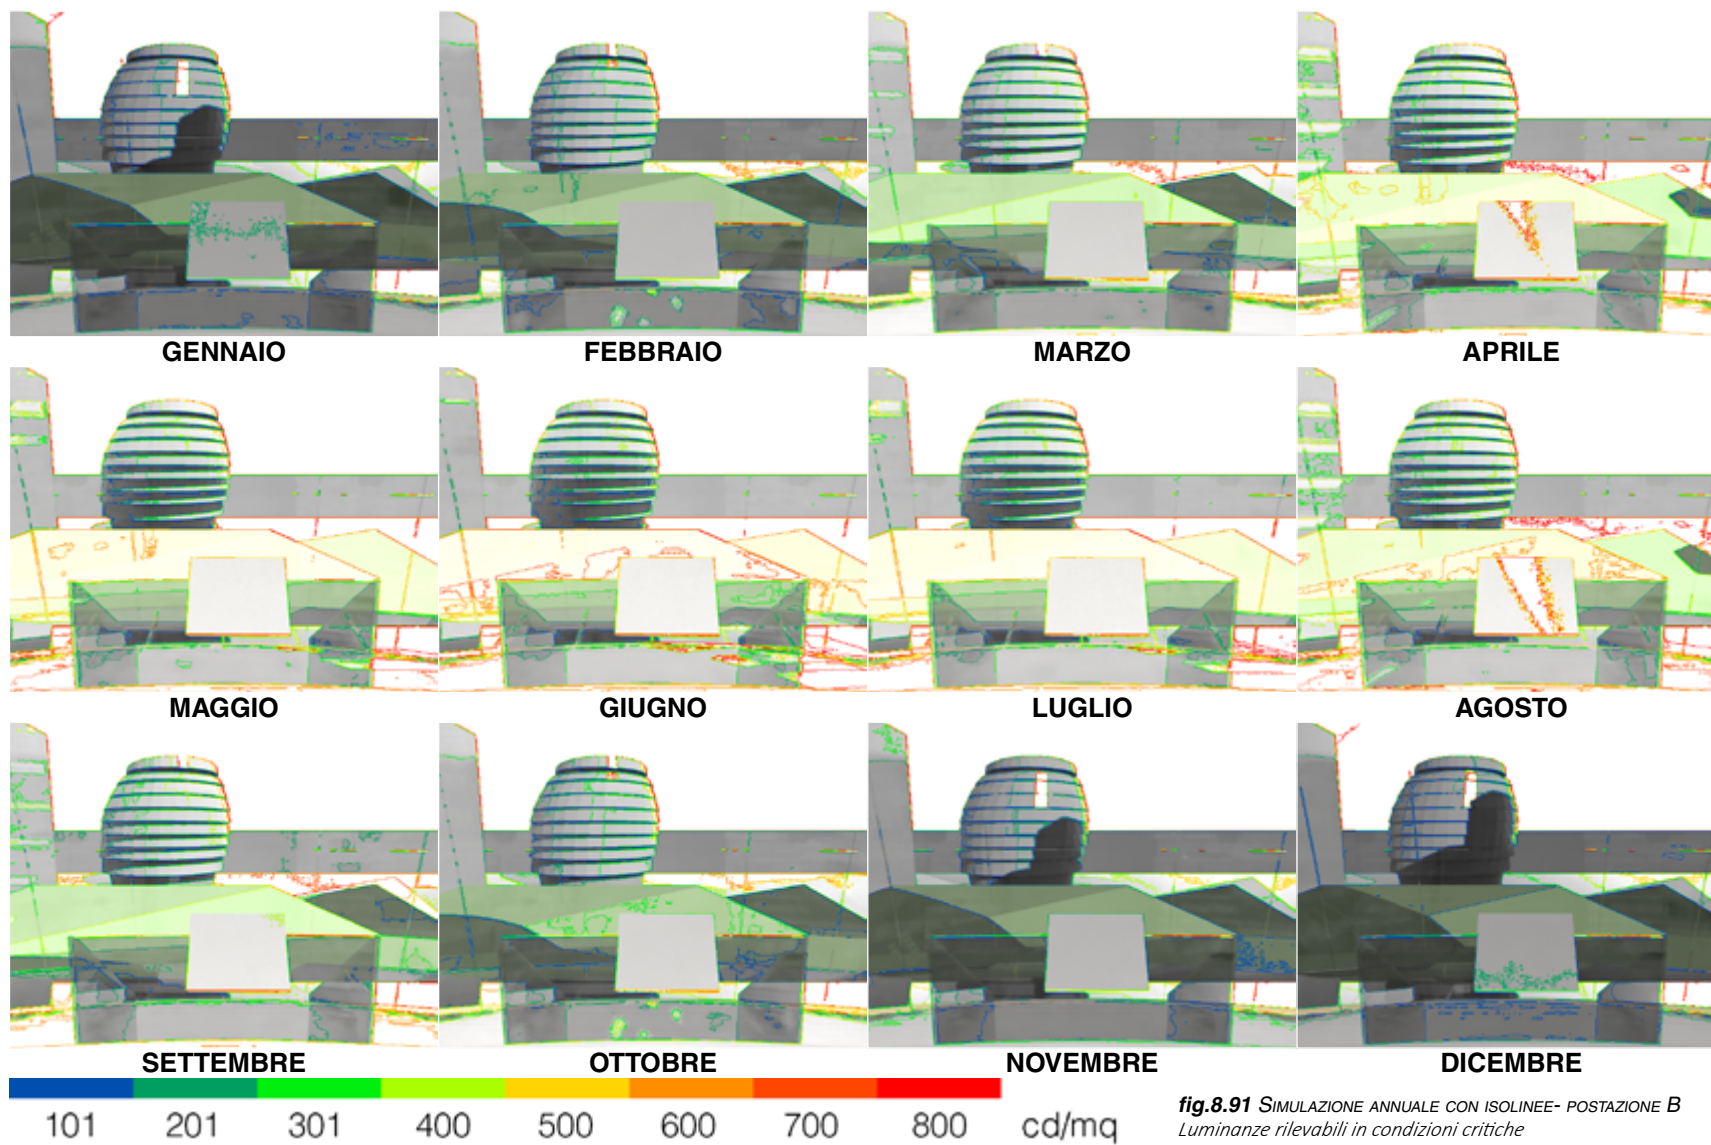 GENNAIO FEBBRAIO MARZO APRILE
MAGGIO GIUGNO LUGLIO AGOSTO
SETTEMBRE OTTOBRE NOVEMBRE DICEMBRE
101 201 301 400 500 600 700 800 cd/mq
fig.8.91 SIMULAZIONE ANNUALE CON ISOLINEE- POSTAZIONE B
Luminanze rilevabili in condizioni critiche